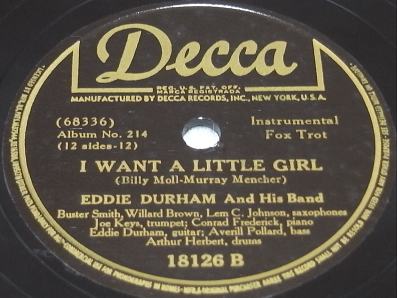 Decca
REG. U.S. PAT. OFF.
MARCA REGISTRADA
MANUFACTURED BY DECCA RECORDS, INC., NEW YORK, U.S.A.
(68336)
Album No. 214
(12 sides-12)
Instrumental
Fox Trot
I WANT A LITTLE GIRL
(Billy Moll-Murray Mencher)
EDDIE DURHAM And His Band
Buster Smith, Willard Brown, Lem C. Johnson, saxophones
Joe Keys, trumpet; Conrad Frederick, piano
Eddie Durham, guitar; Averill Pollard, bass
Arthur Herbert, drums
18126 B